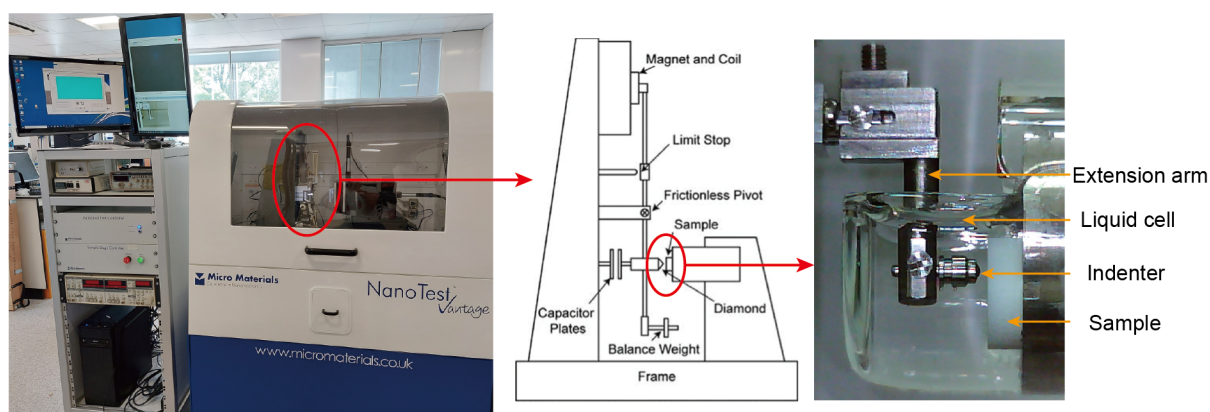 Micro Materials
NanoTest
Vantage
www.micromaterials.co.uk
Magnet and Coil
Limit Stop
Frictionless Pivot
Sample
Capacitor
Plates
Diamond
Balance Weight
Frame
Extension arm
Liquid cell
Indenter
Sample